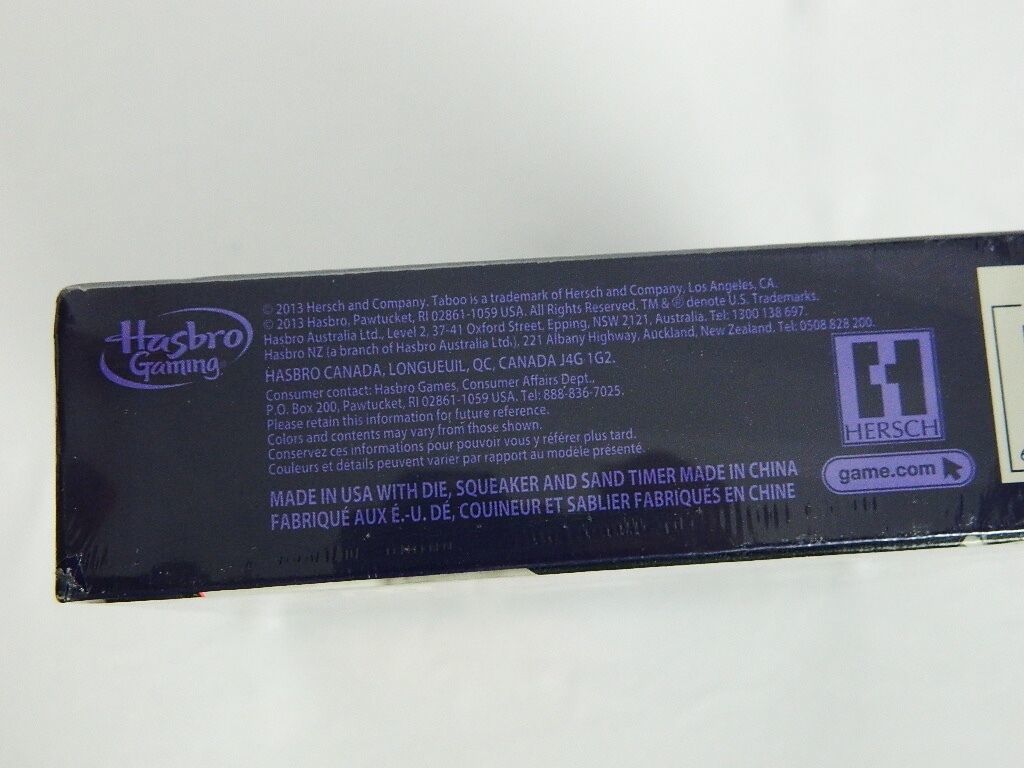 Hasbro
Gaming
© 2013 Hersch and Company. Taboo is a trademark of Hersch and Company, Los Angeles, CA.
© 2013 Hasbro, Pawtucket, RI 02861-1059 USA. All Rights Reserved. TM & ® denote U.S. Trademarks.
Hasbro Australia Ltd., Level 2, 37-41 Oxford Street, Epping, NSW 2121, Australia. Tel: 1300 138 697.
Hasbro NZ (a branch of Hasbro Australia Ltd.), 221 Albany Highway, Auckland, New Zealand. Tel: 0508 828 200.
HASBRO CANADA, LONGUEUIL, QC, CANADA J4G 1G2.
Consumer contact: Hasbro Games, Consumer Affairs Dept.,
P.O. Box 200, Pawtucket, RI 02861-1059 USA. Tel: 888-836-7025.
Please retain this information for future reference.
Colors and contents may vary from those shown.
Conservez ces informations pour pouvoir vous y référer plus tard.
Couleurs et détails peuvent varier par rapport au modèle présenté.
MADE IN USA WITH DIE, SQUEAKER AND SAND TIMER MADE IN CHINA
FABRIQUÉ AUX É.-U. DÉ, COUINEUR ET SABLIER FABRIQUÉS EN CHINE
H
HERSCH
game.com